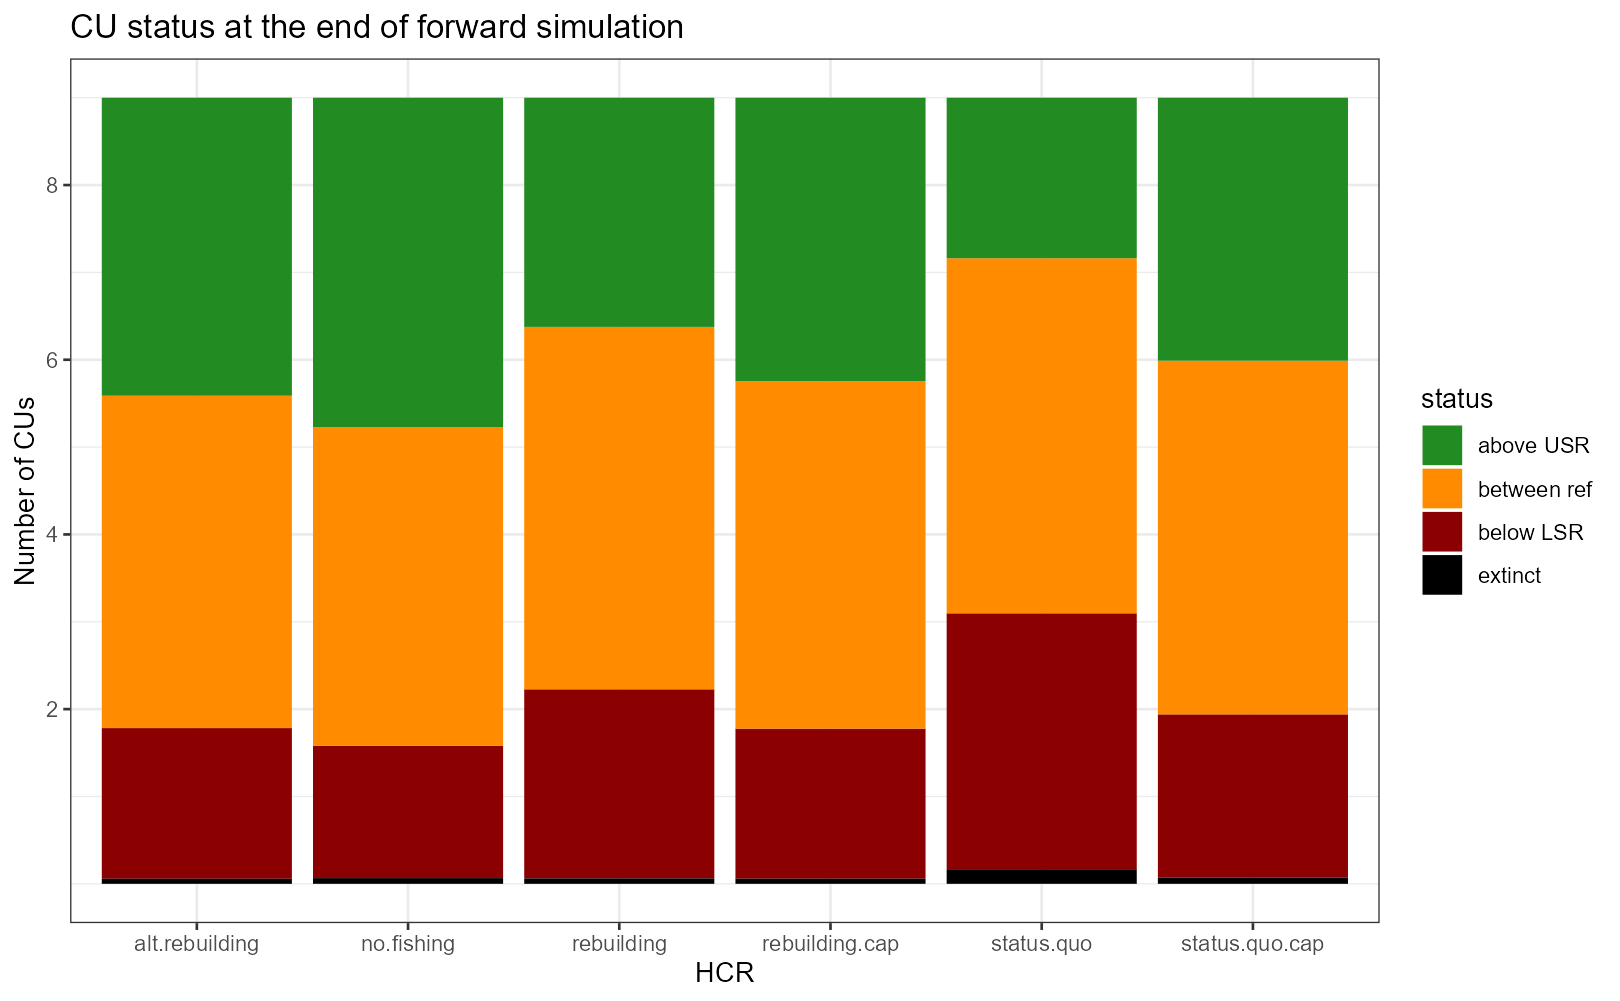 CU status at the end of forward simulation
Number of CUs
8
6
4
2
alt.rebuilding
no.fishing
rebuilding
rebuilding.cap
status.quo
status.quo.cap
HCR
status
above USR
between ref
below LSR
extinct